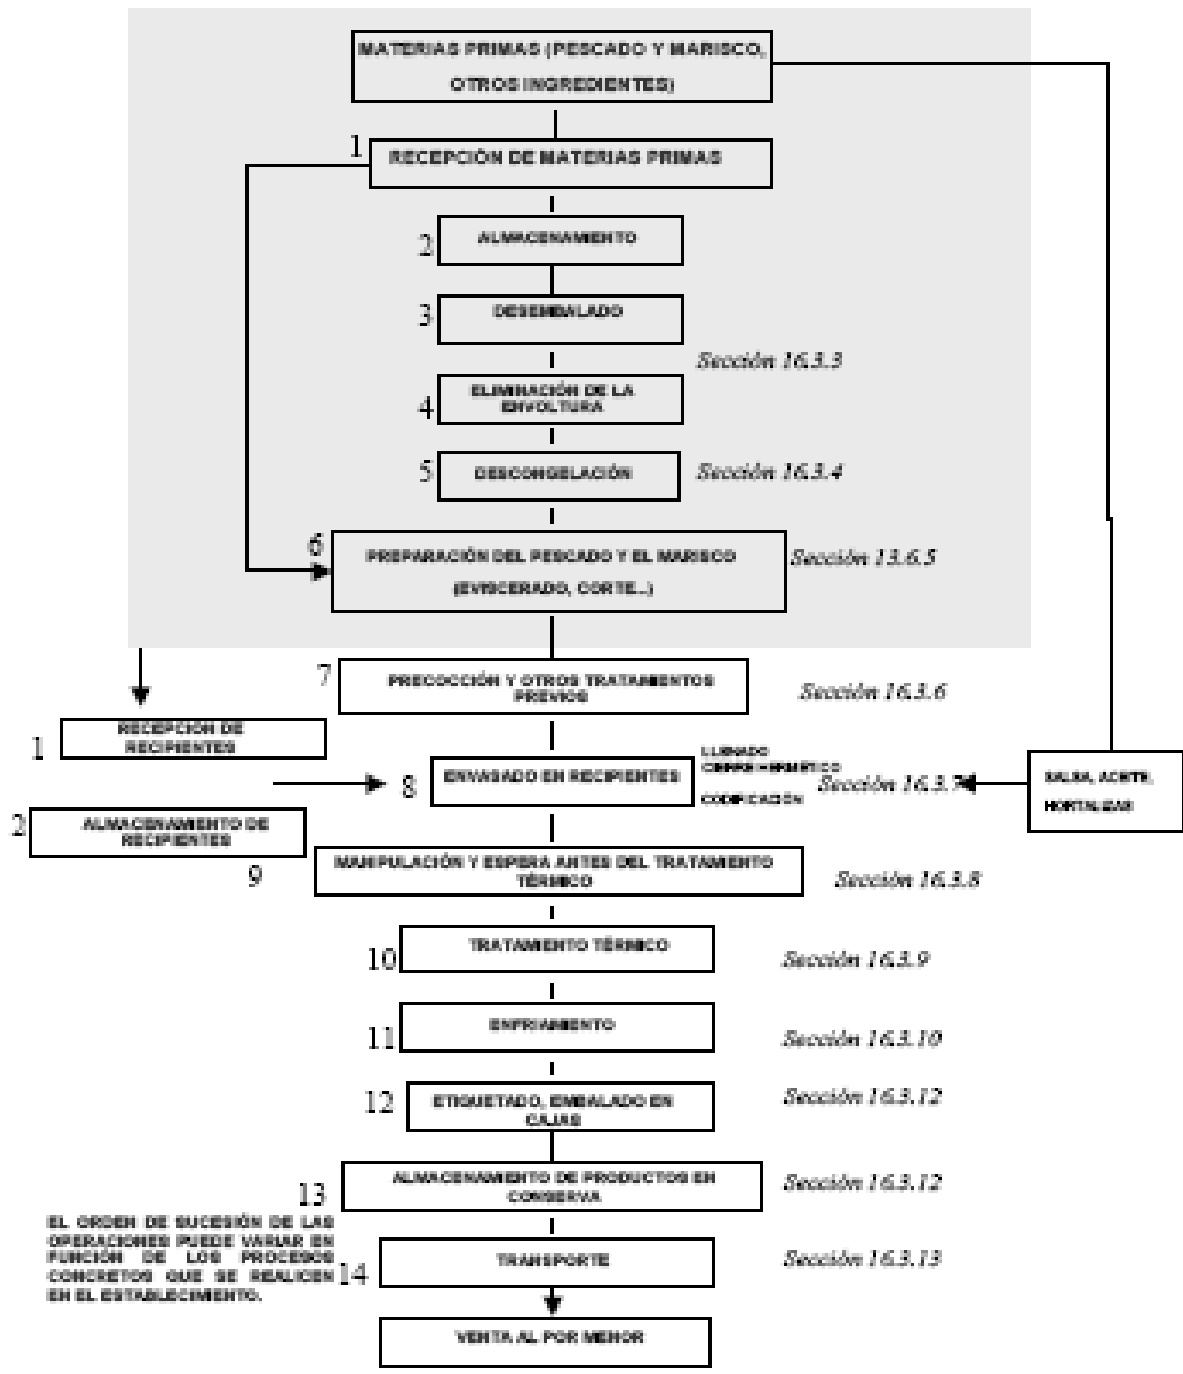 MATERIAS PRIMAS (PESCADO Y MARISCO,
OTROS INGREDIENTES)
1
RECEPCIÓN DE MATERIAS PRIMAS
2
ALMACENAMIENTO
3
DESEMBALADO
Sección 16.3.3
4
ELIMINACIÓN DE LA
ENVOLTURA
5
DESCONGELACIÓN
Sección 16.3.4
6
PREPARACIÓN DEL PESCADO Y EL MARISCO
(EVISCERADO, CORTE...)
Sección 13.6.5
7
PRECOCCIÓN Y OTROS TRATAMIENTOS
PREVIOS
Sección 16.3.6
1
RECEPCIÓN DE
RECIPIENTES
8
ENVASADO EN RECIPIENTES
LLENADO
CIERRE HERMÉTICO
CODIFICACIÓN
Sección 16.3.7
SALSA, ACEITE,
HORTALIZAS
2
ALMACENAMIENTO DE
RECIPIENTES
9
MANIPULACIÓN Y ESPERA ANTES DEL TRATAMIENTO
TÉRMICO
Sección 16.3.8
10
TRATAMIENTO TÉRMICO
Sección 16.3.9
11
ENFRIAMIENTO
Sección 16.3.10
12
ETIQUETADO, EMBALADO EN
CAJAS
Sección 16.3.12
13
ALMACENAMIENTO DE PRODUCTOS EN
CONSERVA
Sección 16.3.12
EL ORDEN DE SUCESIÓN DE LAS
OPERACIONES PUEDE VARIAR EN
FUNCIÓN DE LOS PROCESOS
CONCRETOS QUE SE REALICEN
EN EL ESTABLECIMIENTO.
14
TRANSPORTE
Sección 16.3.13
VENTA AL POR MENOR